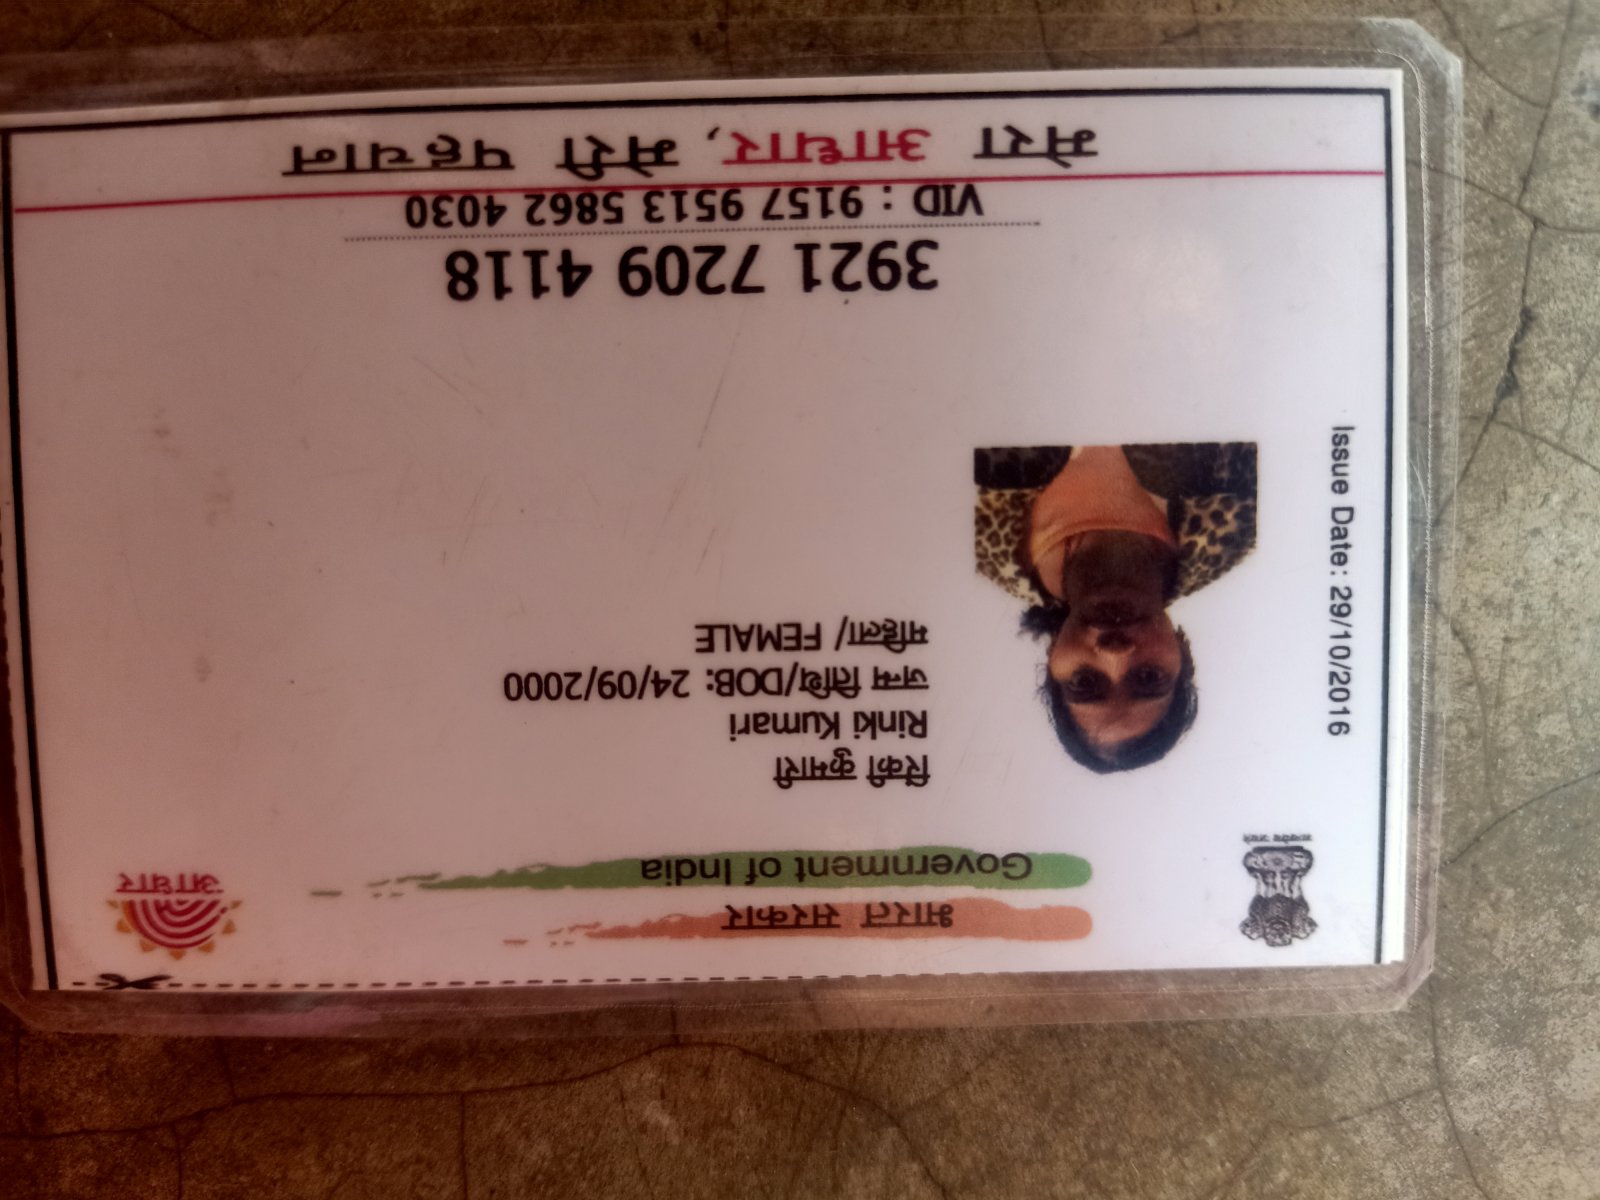 भारत सरकार
Government of India
आधार
रिंकी कुमारी
Rinki Kumari
जन्म तिथि/DOB: 24/09/2000
महिला/ FEMALE
Issue Date: 29/10/2016
3921 7209 4118
VID : 9157 9513 5862 4030
मेरा आधार, मेरी पहचान